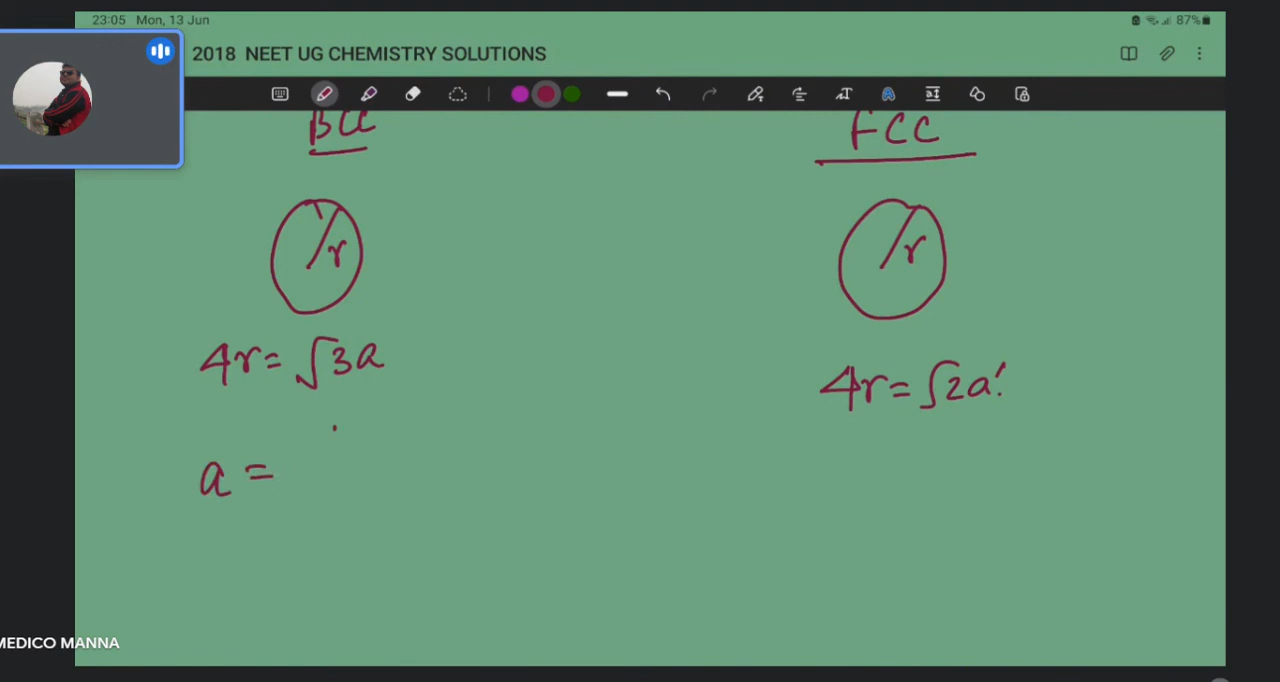 23:05 Mon, 13 Jun
87%
2018 NEET UG CHEMISTRY SOLUTIONS
BCC
FCC
r
r
4r = √3a
4r = √2a'
a =
MEDICO MANNA